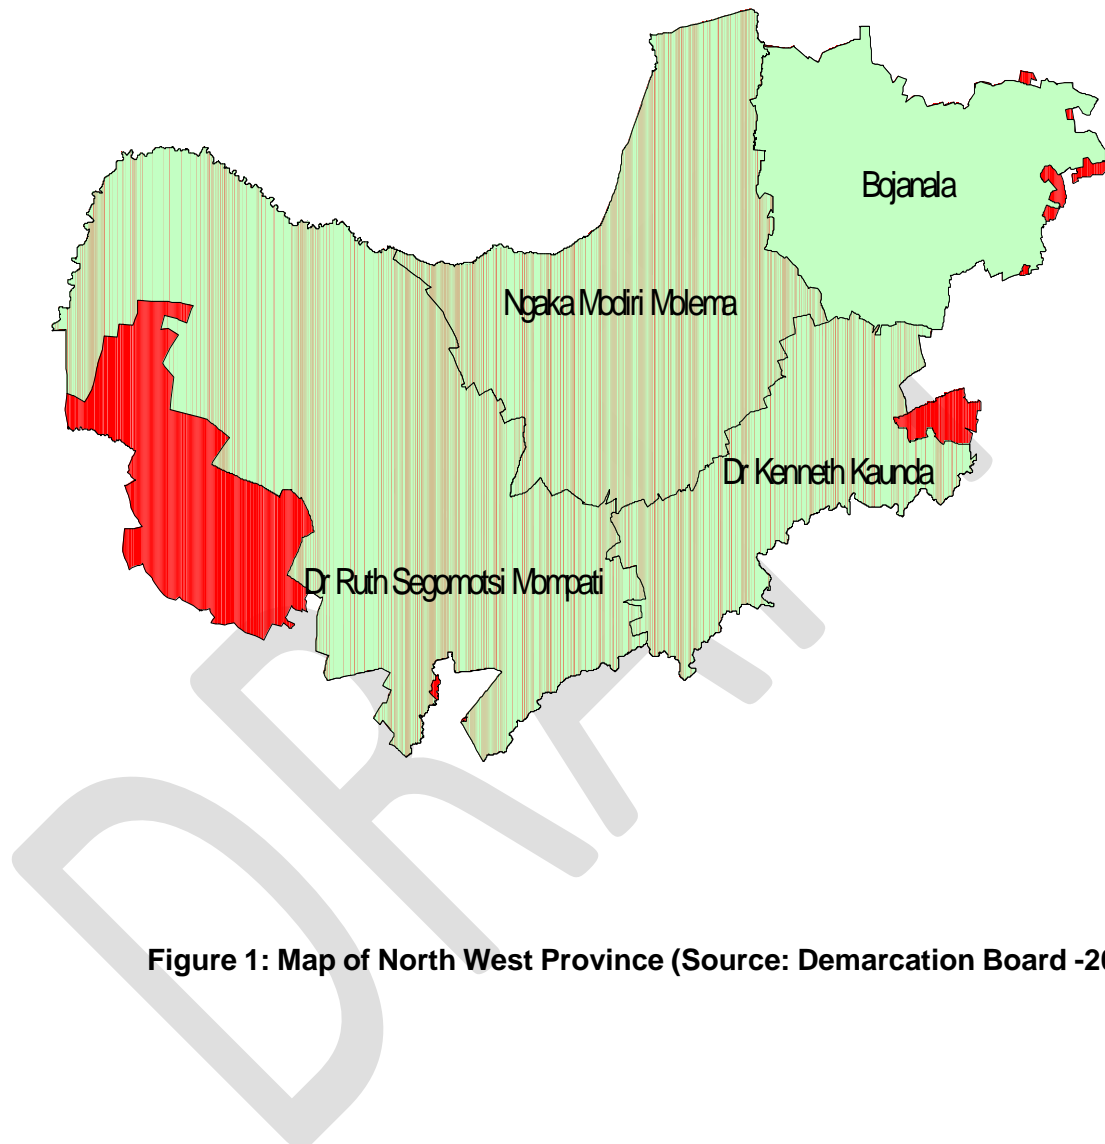 Bojanala
Ngaka Modiri Molema
Dr Kenneth Kaunda
Dr Ruth Segomotsi Mompati
DRAFT
Figure 1: Map of North West Province (Source: Demarcation Board -20